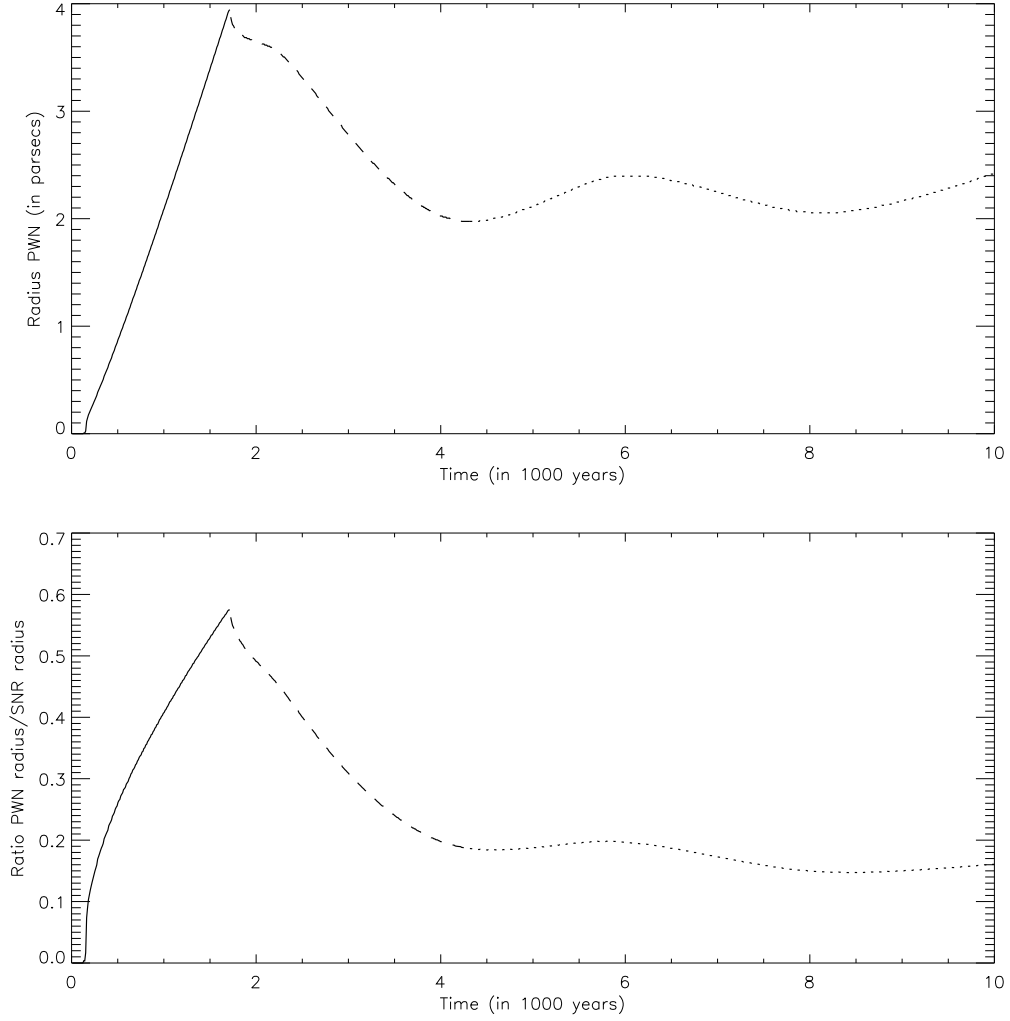 Radius PWN (in parsecs)
4
3
2
1
0
0 2 4 6 8 10
Time (in 1000 years)
Ratio PWN radius/SNR radius
0.7
0.6
0.5
0.4
0.3
0.2
0.1
0.0
0 2 4 6 8 10
Time (in 1000 years)